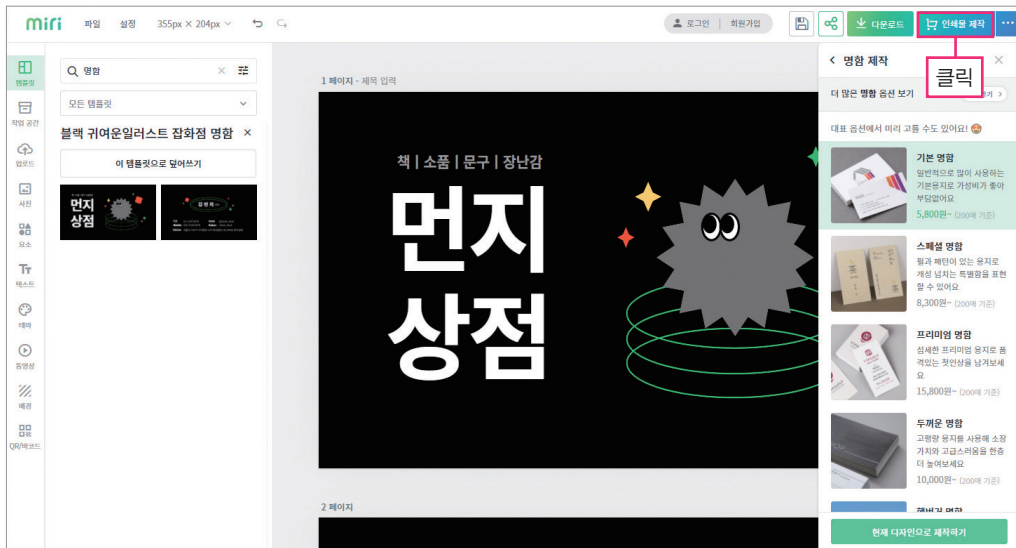 miri
파일 설정 355px × 204px
로그인 | 회원가입
다운로드
인쇄물 제작
클릭
템플릿
작업 공간
업로드
사진
요소
텍스트
테마
동영상
배경
QR/바코드
명함
모든 템플릿
블랙 귀여운일러스트 잡화점 명함 ×
이 템플릿으로 덮어쓰기
먼지
상점
1 페이지 - 제목 입력
책 | 소품 | 문구 | 장난감
먼지
상점
2 페이지
명함 제작
더 많은 명함 옵션 보기
대표 옵션에서 미리 고를 수도 있어요!
기본 명함
일반적으로 많이 사용하는
기본용지로 가성비가 좋아
부담없어요
5,800원~ (200매 기준)
스페셜 명함
펄과 패턴이 있는 용지로
개성 넘치는 특별함을 표현
할 수 있어요
8,300원~ (200매 기준)
프리미엄 명함
섬세한 프리미엄 용지로 품
격있는 첫인상을 남겨보세
요
15,800원~ (200매 기준)
두꺼운 명함
고평량 용지를 사용해 소장
가치와 고급스러움을 한층
더 높여보세요
10,000원~ (200매 기준)
현재 디자인으로 제작하기